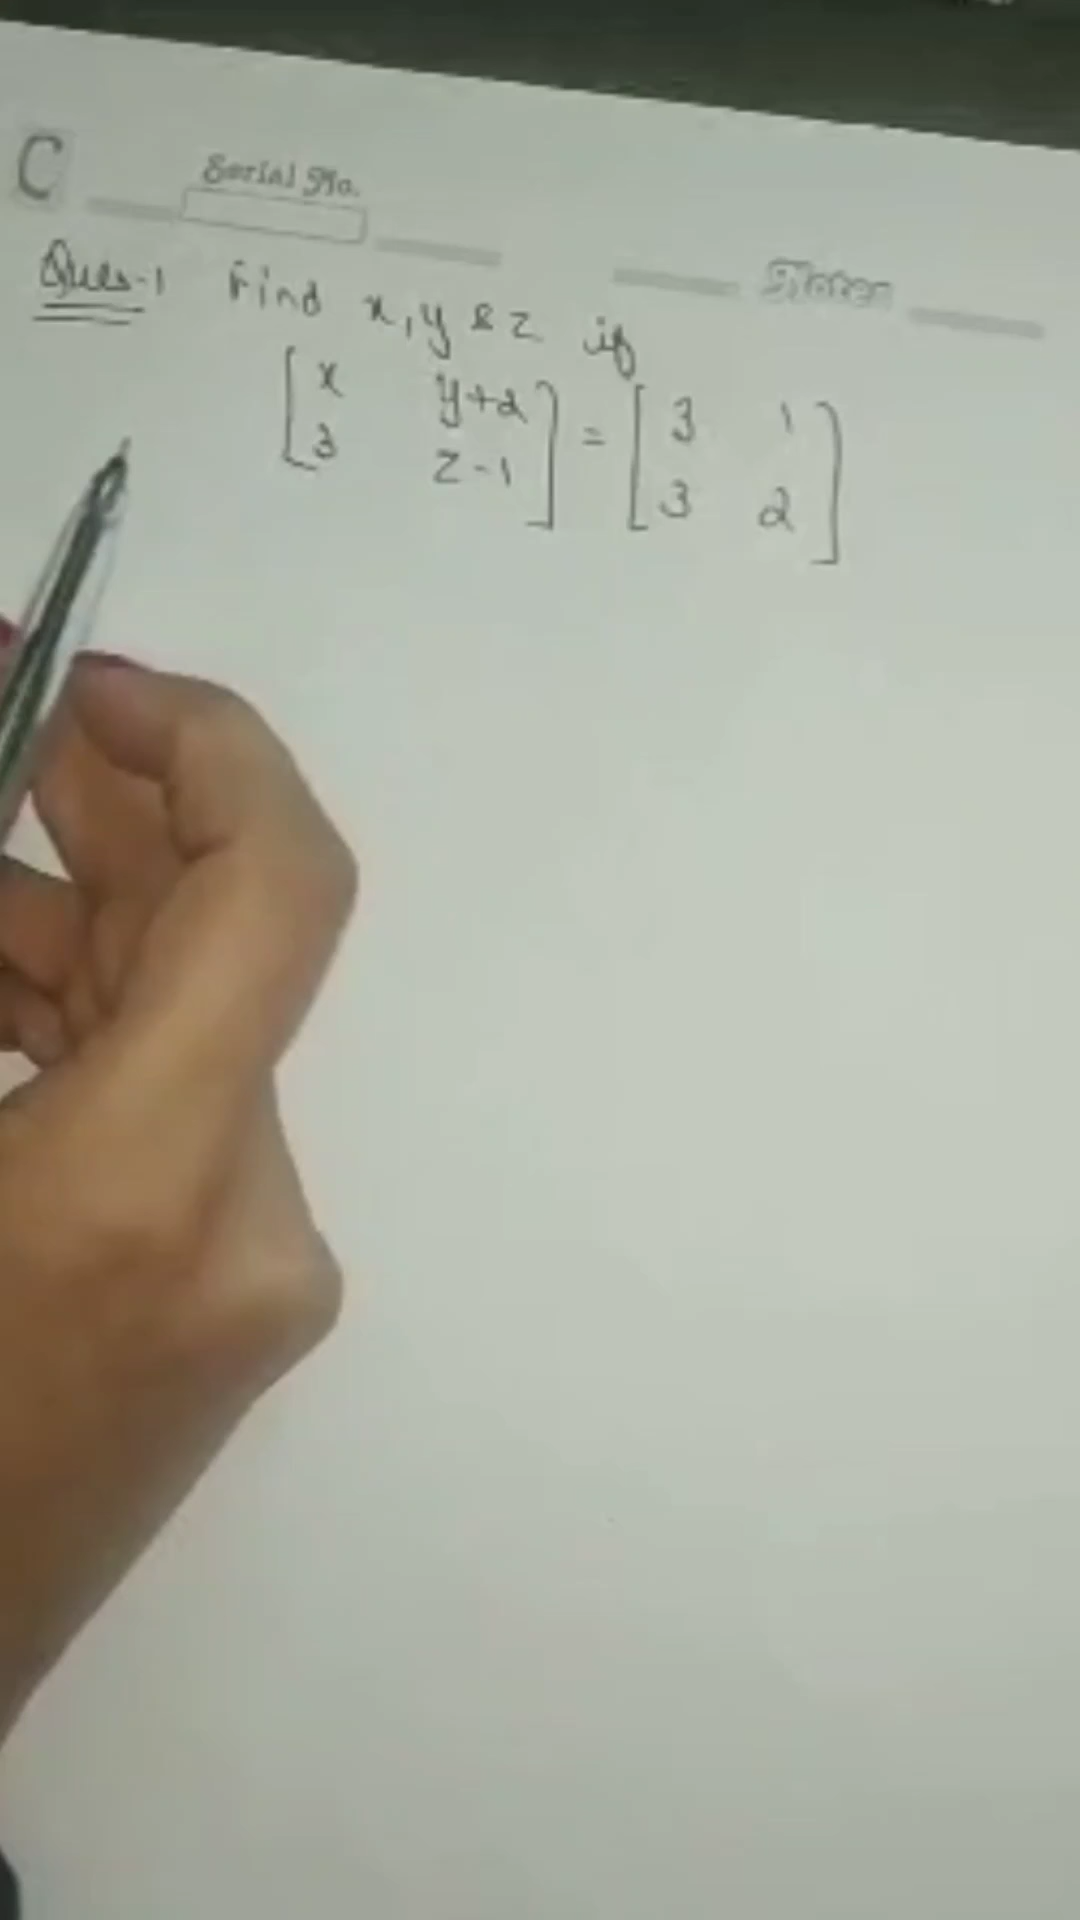 C
Serial No.
Ques-1 Find x, y & z if
[x y+2] = [3 1]
[3 z-1] [3 2]